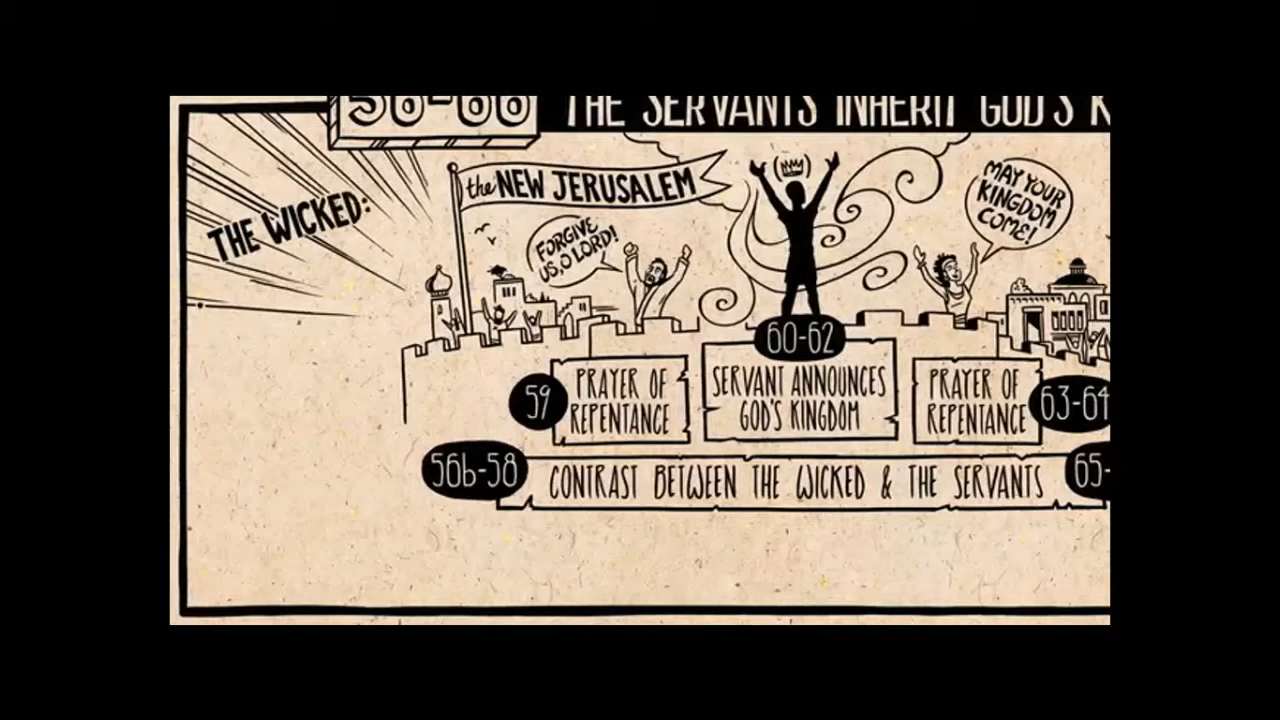 56-66
THE SERVANTS INHERIT GOD'S K
THE WICKED:
the NEW JERUSALEM
FORGIVE
US, O LORD!
MAY YOUR
KINGDOM
COME!
60-62
59
PRAYER OF
REPENTANCE
SERVANT ANNOUNCES
GOD'S KINGDOM
PRAYER OF
REPENTANCE
63-64
56b-58
CONTRAST BETWEEN THE WICKED & THE SERVANTS
65-